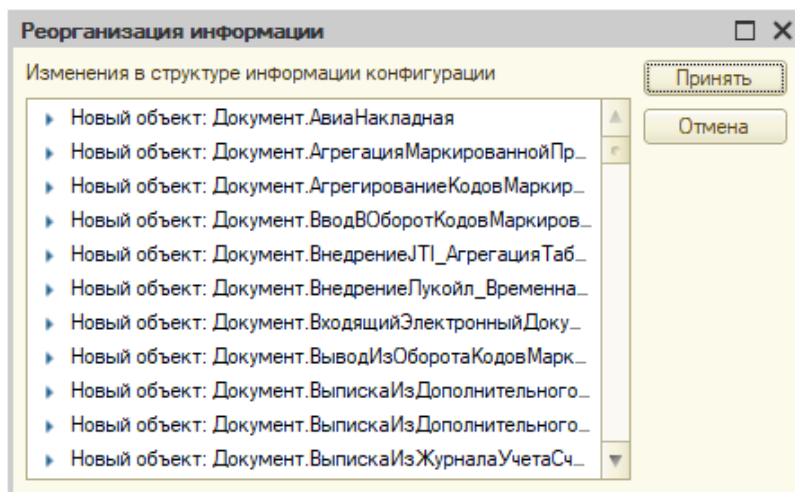 Реорганизация информации
Изменения в структуре информации конфигурации
Принять
Отмена
Новый объект: Документ.АвиаНакладная
Новый объект: Документ.АгрегацияМаркированнойПр...
Новый объект: Документ.АгрегированиеКодовМаркир...
Новый объект: Документ.ВводВОборотКодовМаркиров...
Новый объект: Документ.ВнедрениеJTI_АгрегацияТаб...
Новый объект: Документ.ВнедрениеЛукойл_Временна...
Новый объект: Документ.ВходящийЭлектронныйДоку...
Новый объект: Документ.ВыводИзОборотаКодовМарк...
Новый объект: Документ.ВыпискаИзДополнительного...
Новый объект: Документ.ВыпискаИзДополнительного...
Новый объект: Документ.ВыпискаИзЖурналаУчетаСч...